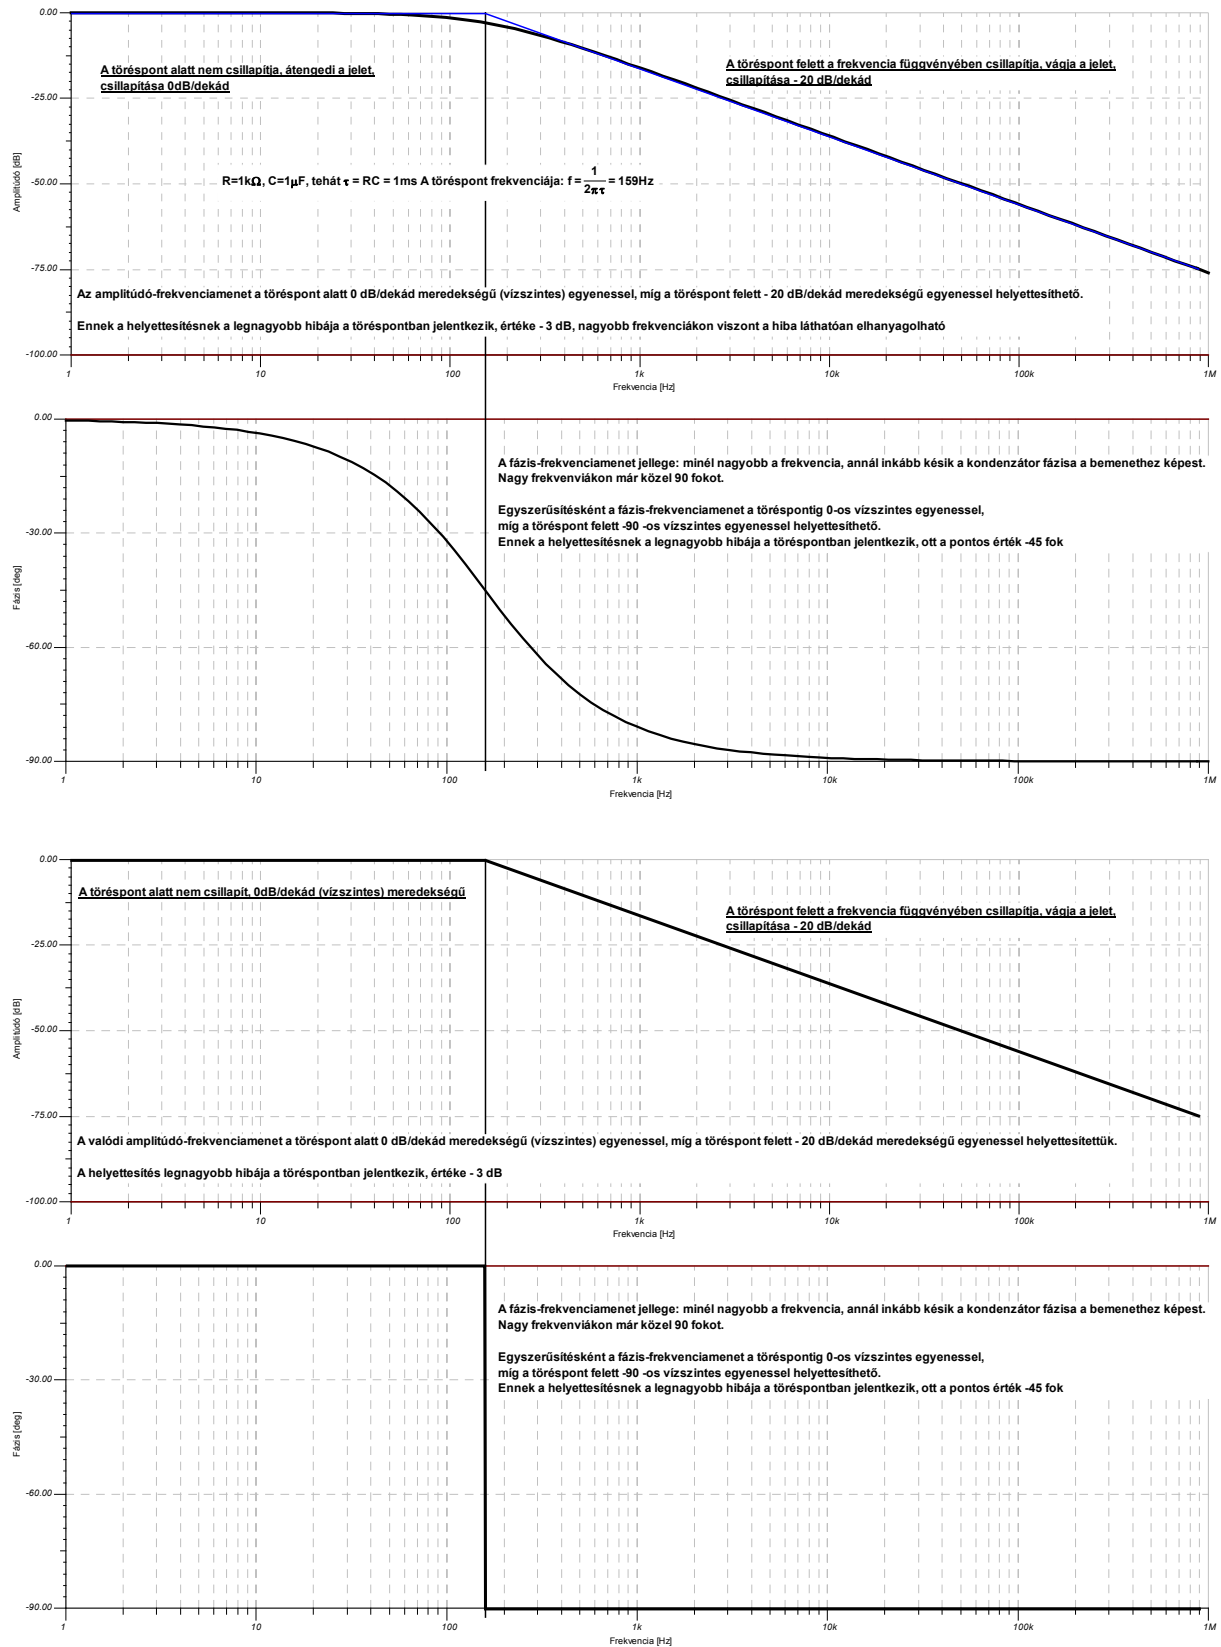 0.00
A töréspont alatt nem csillapítja, átengedi a jelet,
csillapítása 0dB/dekád
A töréspont felett a frekvencia függvényében csillapítja, vágja a jelet,
csillapítása - 20 dB/dekád
-25.00
Amplitúdó [dB]
R=1kΩ, C=1μF, tehát τ = RC = 1ms A töréspont frekvenciája: f = 1/2πτ = 159Hz
-50.00
-75.00
Az amplitúdó-frekvenciamenet a töréspont alatt 0 dB/dekád meredekségű (vízszintes) egyenessel, míg a töréspont felett - 20 dB/dekád meredekségű egyenessel helyettesíthető.
Ennek a helyettesítésnek a legnagyobb hibája a töréspontban jelentkezik, értéke - 3 dB, nagyobb frekvenciákon viszont a hiba láthatóan elhanyagolható
-100.00
1 10 100 1k 10k 100k 1M
Frekvencia [Hz]
0.00
A fázis-frekvenciamenet jellege: minél nagyobb a frekvencia, annál inkább késik a kondenzátor fázisa a bemenethez képest.
Nagy frekvenviákon már közel 90 fokot.
Egyszerűsítésként a fázis-frekvenciamenet a töréspontig 0-os vízszintes egyenessel,
míg a töréspont felett -90 -os vízszintes egyenessel helyettesíthető.
Ennek a helyettesítésnek a legnagyobb hibája a töréspontban jelentkezik, ott a pontos érték -45 fok
-30.00
Fázis [deg]
-60.00
-90.00
1 10 100 1k 10k 100k 1M
Frekvencia [Hz]
0.00
A töréspont alatt nem csillapít, 0dB/dekád (vízszintes) meredekségű
A töréspont felett a frekvencia függvényében csillapítja, vágja a jelet,
csillapítása - 20 dB/dekád
-25.00
Amplitúdó [dB]
-50.00
-75.00
A valódi amplitúdó-frekvenciamenet a töréspont alatt 0 dB/dekád meredekségű (vízszintes) egyenessel, míg a töréspont felett - 20 dB/dekád meredekségű egyenessel helyettesítettük.
A helyettesítés legnagyobb hibája a töréspontban jelentkezik, értéke - 3 dB
-100.00
1 10 100 1k 10k 100k 1M
Frekvencia [Hz]
0.00
A fázis-frekvenciamenet jellege: minél nagyobb a frekvencia, annál inkább késik a kondenzátor fázisa a bemenethez képest.
Nagy frekvenviákon már közel 90 fokot.
Egyszerűsítésként a fázis-frekvenciamenet a töréspontig 0-os vízszintes egyenessel,
míg a töréspont felett -90 -os vízszintes egyenessel helyettesíthető.
Ennek a helyettesítésnek a legnagyobb hibája a töréspontban jelentkezik, ott a pontos érték -45 fok
-30.00
Fázis [deg]
-60.00
-90.00
1 10 100 1k 10k 100k 1M
Frekvencia [Hz]